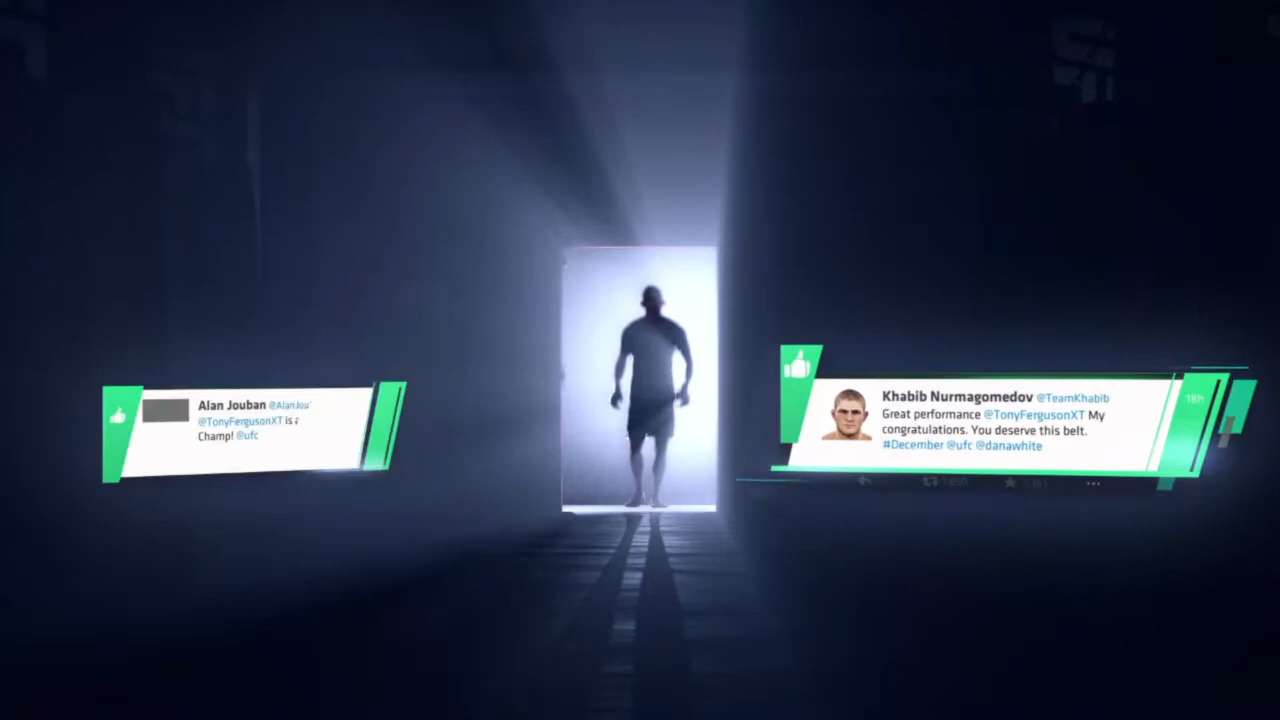 Alan Jouban @AlanJou
@TonyFergusonXT is
Champ! @ufc
Khabib Nurmagomedov @TeamKhabib
Great performance @TonyFergusonXT My
congratulations. You deserve this belt.
#December @ufc @danawhite
18h